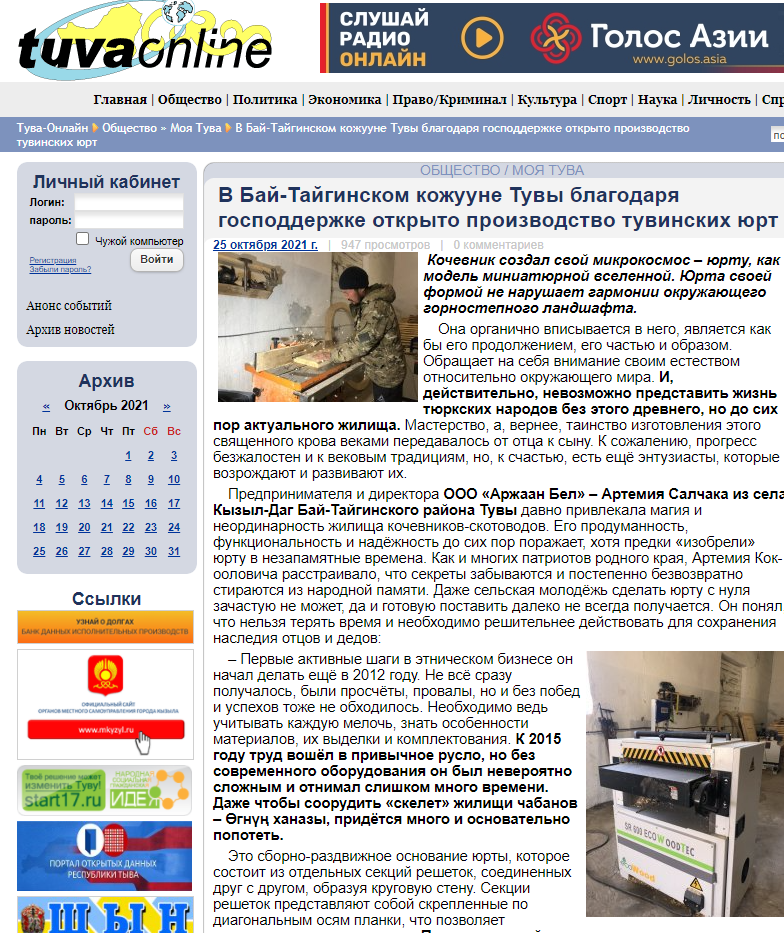 tuvaonline
СЛУШАЙ
РАДИО
ОНЛАЙН
Голос Азии
www.golos.asia
Главная | Общество | Политика | Экономика | Право/Криминал | Культура | Спорт | Наука | Личность | Спр
Тува-Онлайн Общество » Моя Тува В Бай-Тайгинском кожууне Тувы благодаря господдержке открыто производство
тувинских юрт
по
Личный кабинет
Логин:
пароль:
Чужой компьютер
Регистрация
Забыли пароль?
Войти
Анонс событий
Архив новостей
Архив
« Октябрь 2021 »
Пн Вт Ср Чт Пт Сб Вс
1 2 3
4 5 6 7 8 9 10
11 12 13 14 15 16 17
18 19 20 21 22 23 24
25 26 27 28 29 30 31
Ссылки
УЗНАЙ О ДОЛГАХ
БАНК ДАННЫХ ИСПОЛНИТЕЛЬНЫХ ПРОИЗВОДСТВ
ОФИЦИАЛЬНЫЙ САЙТ
ОРГАНОВ МЕСТНОГО САМОУПРАВЛЕНИЯ ГОРОДА КЫЗЫЛА
www.mkyzyl.ru
Твоё решение может
изменить Туву!
start17.ru
НАРОДНАЯ
СОЦИАЛЬНАЯ
ИДЕЯ
ПОРТАЛ ОТКРЫТЫХ ДАННЫХ
РЕСПУБЛИКИ ТЫВА
ШЫН
ОБЩЕСТВО / МОЯ ТУВА
В Бай-Тайгинском кожууне Тувы благодаря
господдержке открыто производство тувинских юрт
25 октября 2021 г. | 947 просмотров | 0 комментариев
Кочевник создал свой микрокосмос – юрту, как
модель миниатюрной вселенной. Юрта своей
формой не нарушает гармонии окружающего
горностепного ландшафта.
Она органично вписывается в него, является как
бы его продолжением, его частью и образом.
Обращает на себя внимание своим естеством
относительно окружающего мира. И,
действительно, невозможно представить жизнь
тюркских народов без этого древнего, но до сих
пор актуального жилища. Мастерство, а, вернее, таинство изготовления этого
священного крова веками передавалось от отца к сыну. К сожалению, прогресс
безжалостен и к вековым традициям, но, к счастью, есть ещё энтузиасты, которые
возрождают и развивают их.
Предпринимателя и директора ООО «Аржаан Бел» – Артемия Салчака из села
Кызыл-Даг Бай-Тайгинского района Тувы давно привлекала магия и
неординарность жилища кочевников-скотоводов. Его продуманность,
функциональность и надёжность до сих пор поражает, хотя предки «изобрели»
юрту в незапамятные времена. Как и многих патриотов родного края, Артемия Кок-
ооловича расстраивало, что секреты забываются и постепенно безвозвратно
стираются из народной памяти. Даже сельская молодёжь сделать юрту с нуля
зачастую не может, да и готовую поставить далеко не всегда получается. Он понял
что нельзя терять время и необходимо решительнее действовать для сохранения
наследия отцов и дедов:
– Первые активные шаги в этническом бизнесе он
начал делать ещё в 2012 году. Не всё сразу
получалось, были просчёты, провалы, но и без побед
и успехов тоже не обходилось. Необходимо ведь
учитывать каждую мелочь, знать особенности
материалов, их выделки и комплектования. К 2015
году труд вошёл в привычное русло, но без
современного оборудования он был невероятно
сложным и отнимал слишком много времени.
Даже чтобы соорудить «скелет» жилищи чабанов
– Өгнүң ханазы, придётся много и основательно
попотеть.
SR 600 ECOWOODTEC
EcoWood
Это сборно-раздвижное основание юрты, которое
состоит из отдельных секций решеток, соединенных
друг с другом, образуя круговую стену. Секции
решеток представляют собой скрепленные по
диагональным осям планки, что позволяет